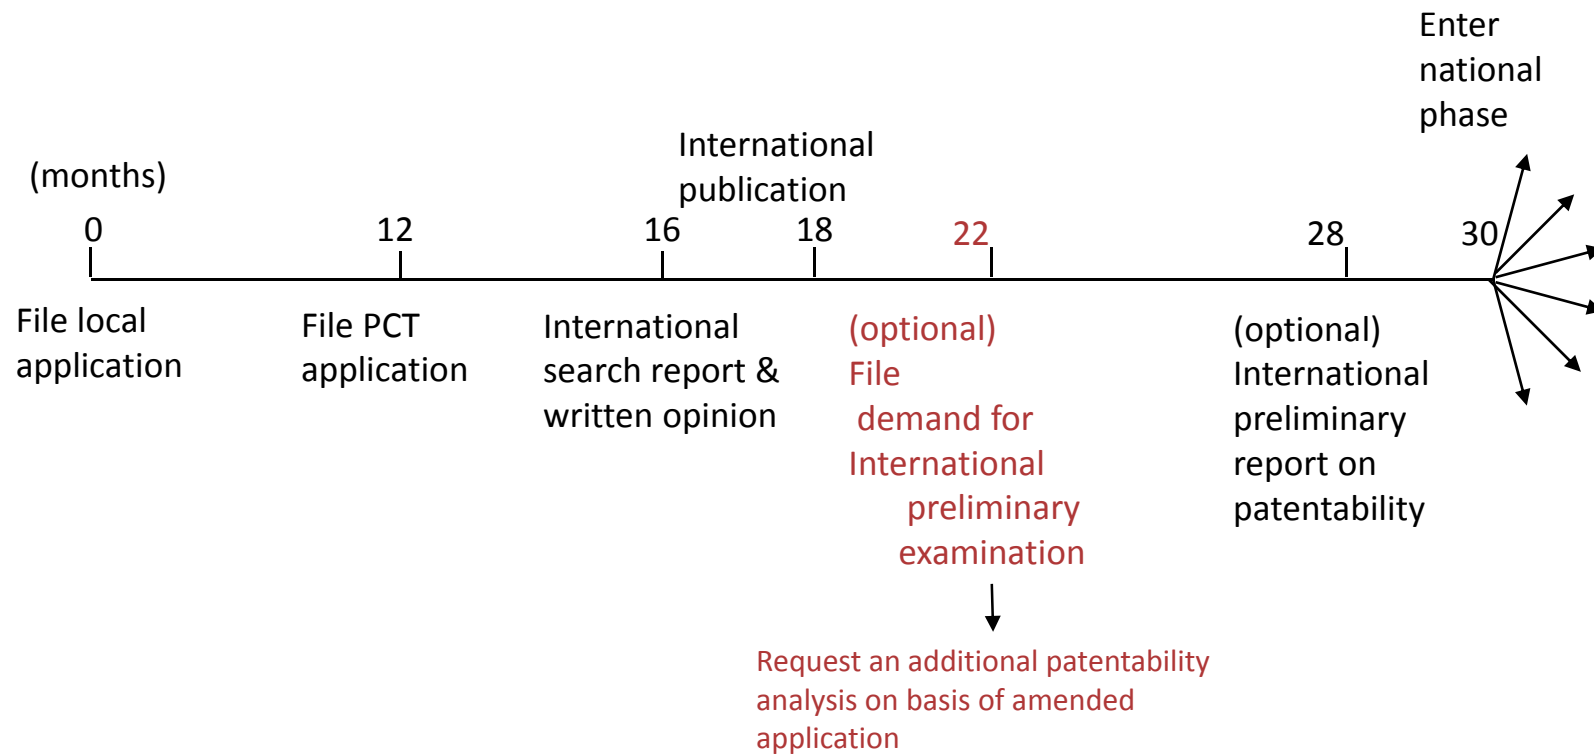 Enter
national
phase
International
publication
(months)
0
12
16
18
22
28
30
File local
application
File PCT
application
International
search report &
written opinion
(optional)
File
demand for
International
preliminary
examination
(optional)
International
preliminary
report on
patentability
Request an additional patentability
analysis on basis of amended
application